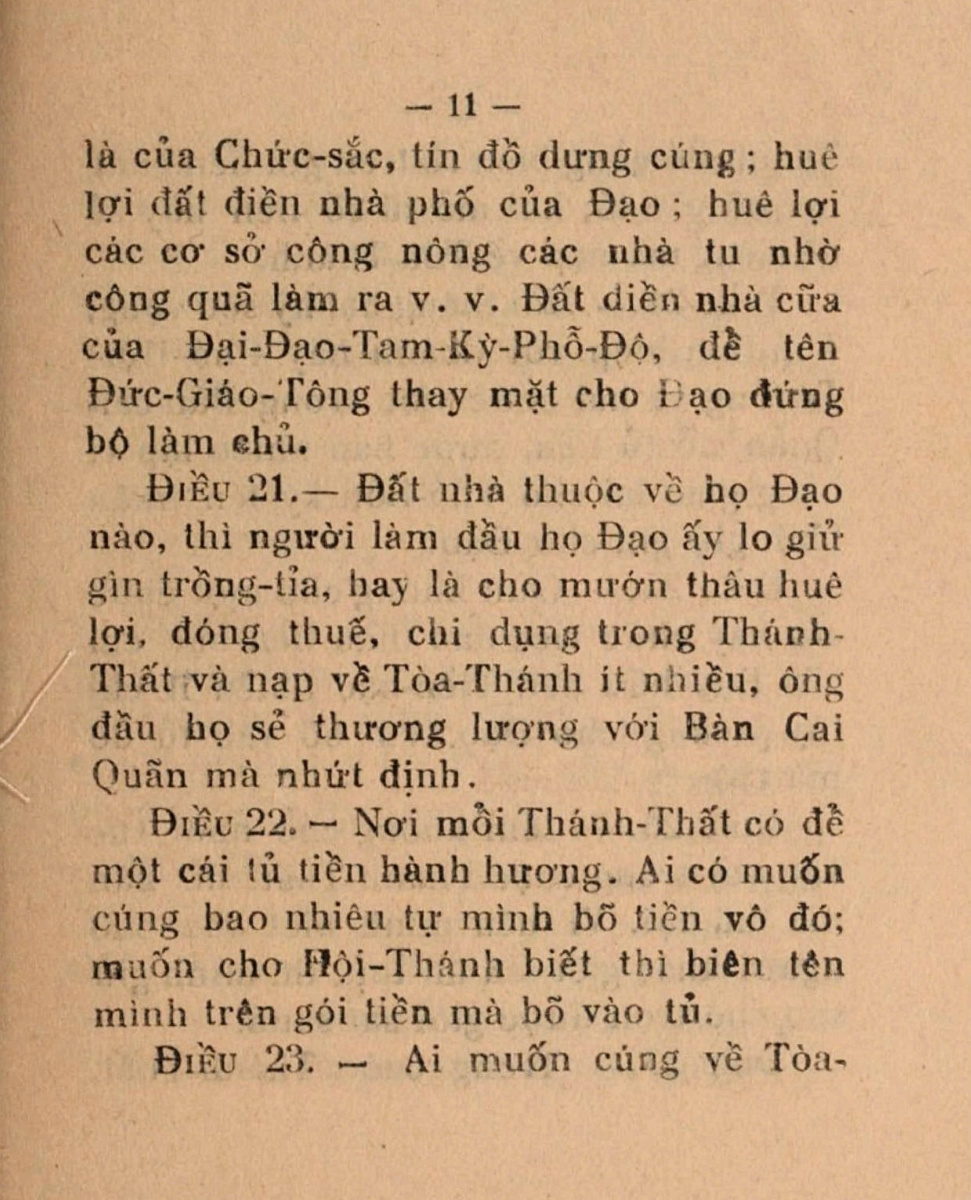 — 11 —
là của Chức-sắc, tín đồ dưng cúng ; huê
lợi đất điền nhà phố của Đạo ; huê lợi
các cơ sở công nông các nhà tu nhờ
công quã làm ra v. v. Đất diền nhà cữa
của Đại-Đạo-Tam-Kỳ-Phỗ-Độ, đề tên
Đức-Giáo-Tông thay mặt cho Đạo đứng
bộ làm chủ.
ĐIỀU 21.— Đất nhà thuộc về họ Đạo
nào, thì người làm đầu họ Đạo ấy lo giử
gìn trồng-tỉa, hay là cho mướn thâu huê
lợi, đóng thuế, chi dụng trong Thánh-
Thất và nạp về Tòa-Thánh ít nhiều, ông
đầu họ sẻ thương lượng với Bàn Cai
Quẫn mà nhứt định.
ĐIỀU 22. — Nơi mỗi Thánh-Thất có đề
một cái tủ tiền hành hương. Ai có muốn
cúng bao nhiêu tự mình bõ tiền vô đó;
muốn cho Hội-Thánh biết thì biên tên
mình trên gói tiền mà bõ vào tủ.
ĐIỀU 23. — Ai muốn cúng về Tòa-